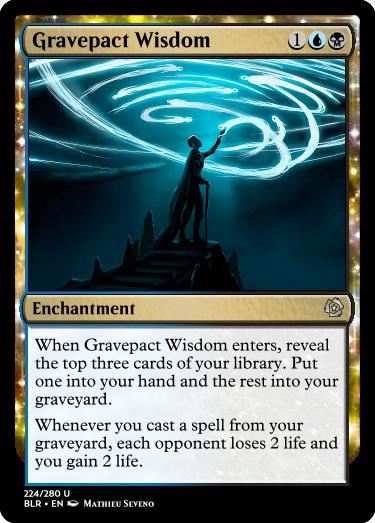 Gravepact Wisdom 1
Enchantment
When Gravepact Wisdom enters, reveal
the top three cards of your library. Put
one into your hand and the rest into your
graveyard.
Whenever you cast a spell from your
graveyard, each opponent loses 2 life and
you gain 2 life.
224/280 U
BLR • EN Mathieu Seveno